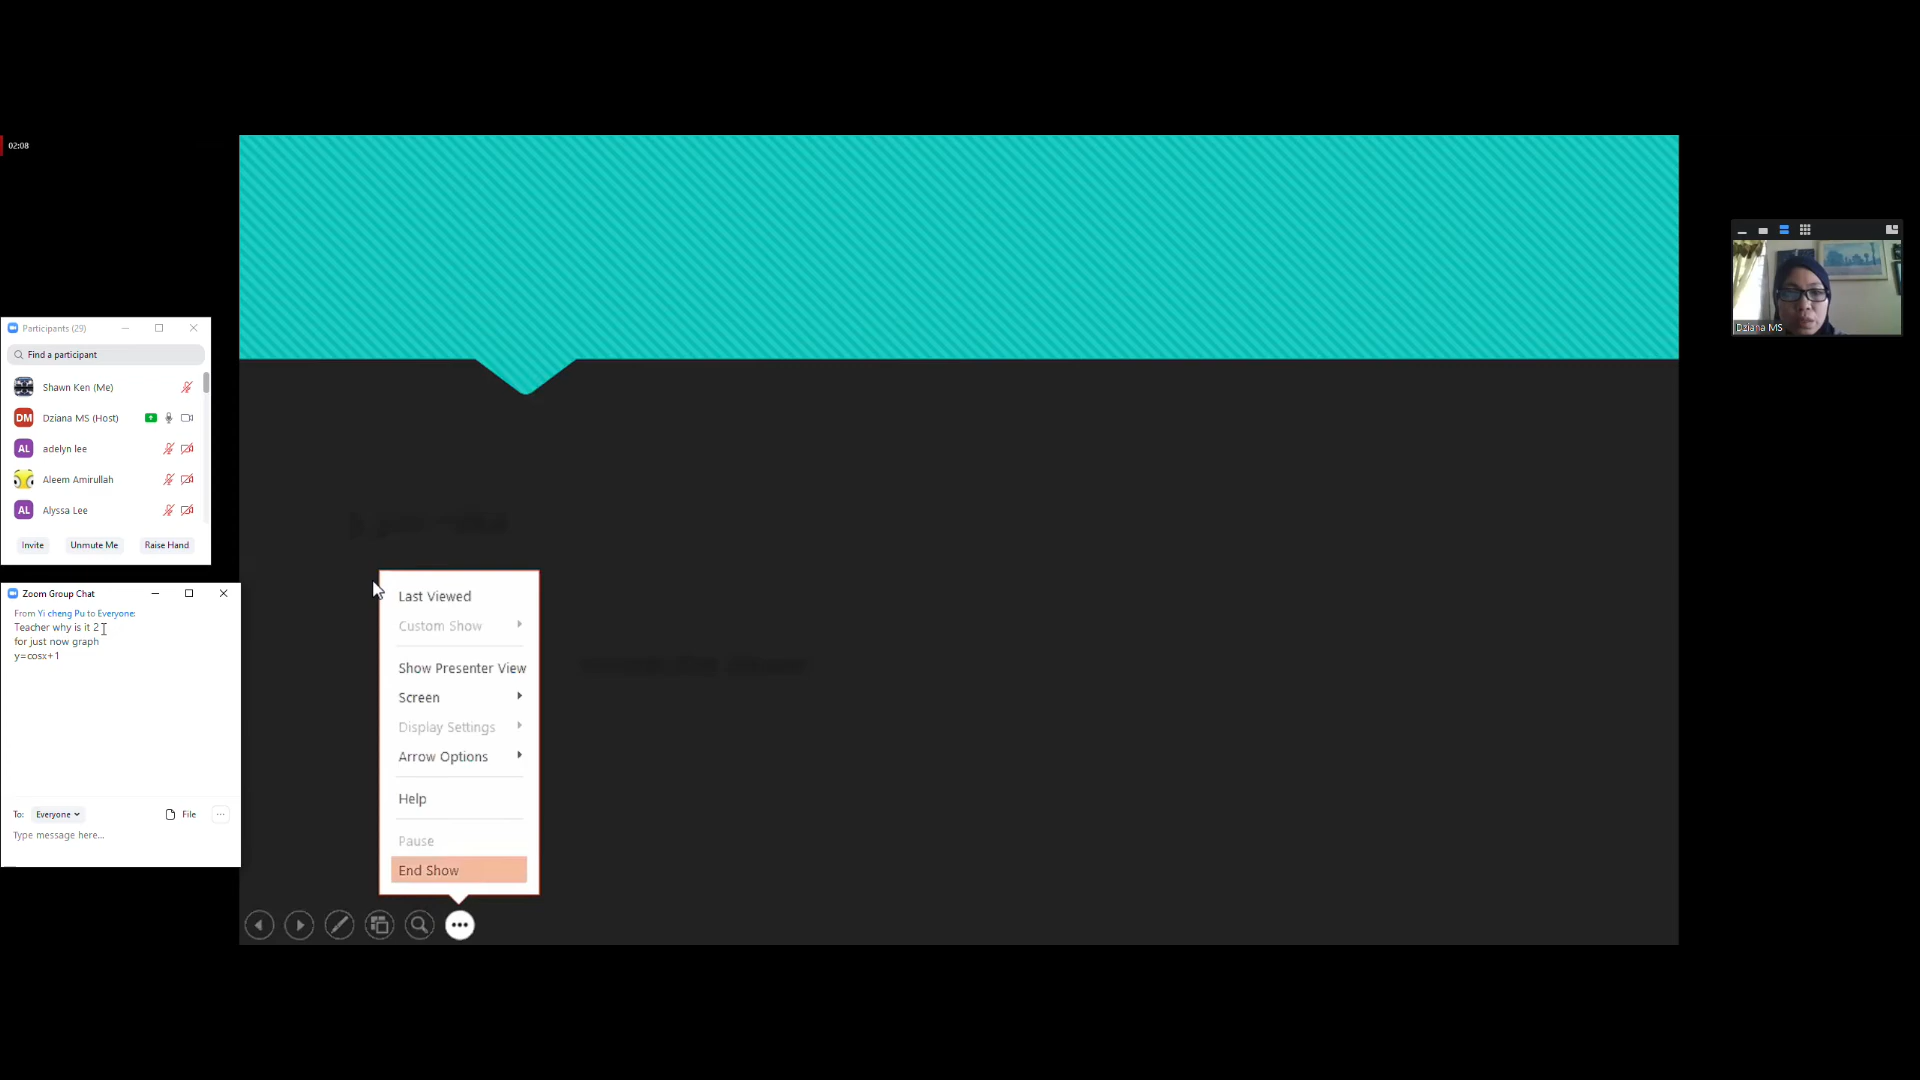 02:08
Participants (29)
Find a participant
Shawn Ken (Me)
DM Dziana MS (Host)
AL adelyn lee
Aleem Amirullah
AL Alyssa Lee
Invite Unmute Me Raise Hand
Zoom Group Chat
From Yi cheng Pu to Everyone:
Teacher why is it 2
for just now graph
y=cosx+1
To: Everyone File
Type message here...
Last Viewed
Custom Show
Show Presenter View
Screen
Display Settings
Arrow Options
Help
Pause
End Show
Dziana MS